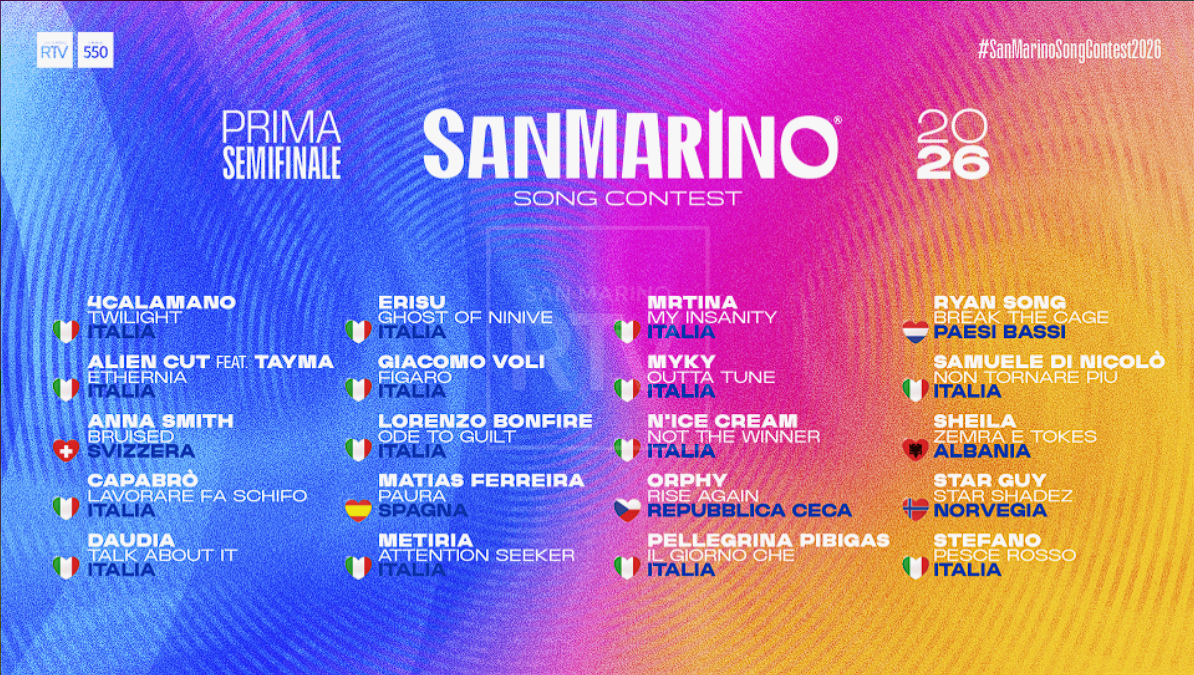 RTV 550
#SanMarinoSongContest2026
PRIMA
SEMIFINALE
SANMARINO®
SONG CONTEST
20
26
SAN MARINO
RTV
4CALAMANO
TWILIGHT
ITALIA
ALIEN CUT FEAT. TAYMA
ETHERNIA
ITALIA
ANNA SMITH
BRUISED
SVIZZERA
CAPABRÒ
LAVORARE FA SCHIFO
ITALIA
DAUDIA
TALK ABOUT IT
ITALIA
ERISU
GHOST OF NINIVE
ITALIA
GIACOMO VOLI
FIGARO
ITALIA
LORENZO BONFIRE
ODE TO GUILT
ITALIA
MATIAS FERREIRA
PAURA
SPAGNA
METIRIA
ATTENTION SEEKER
ITALIA
MRTINA
MY INSANITY
ITALIA
MYKY
OUTTA TUNE
ITALIA
N'ICE CREAM
NOT THE WINNER
ITALIA
ORPHY
RISE AGAIN
REPUBBLICA CECA
PELLEGRINA PIBIGAS
IL GIORNO CHE
ITALIA
RYAN SONG
BREAK THE CAGE
PAESI BASSI
SAMUELE DI NICOLÒ
NON TORNARE PIÙ
ITALIA
SHEILA
ZEMRA E TOKES
ALBANIA
STAR GUY
STAR SHADEZ
NORVEGIA
STEFANO
PESCE ROSSO
ITALIA